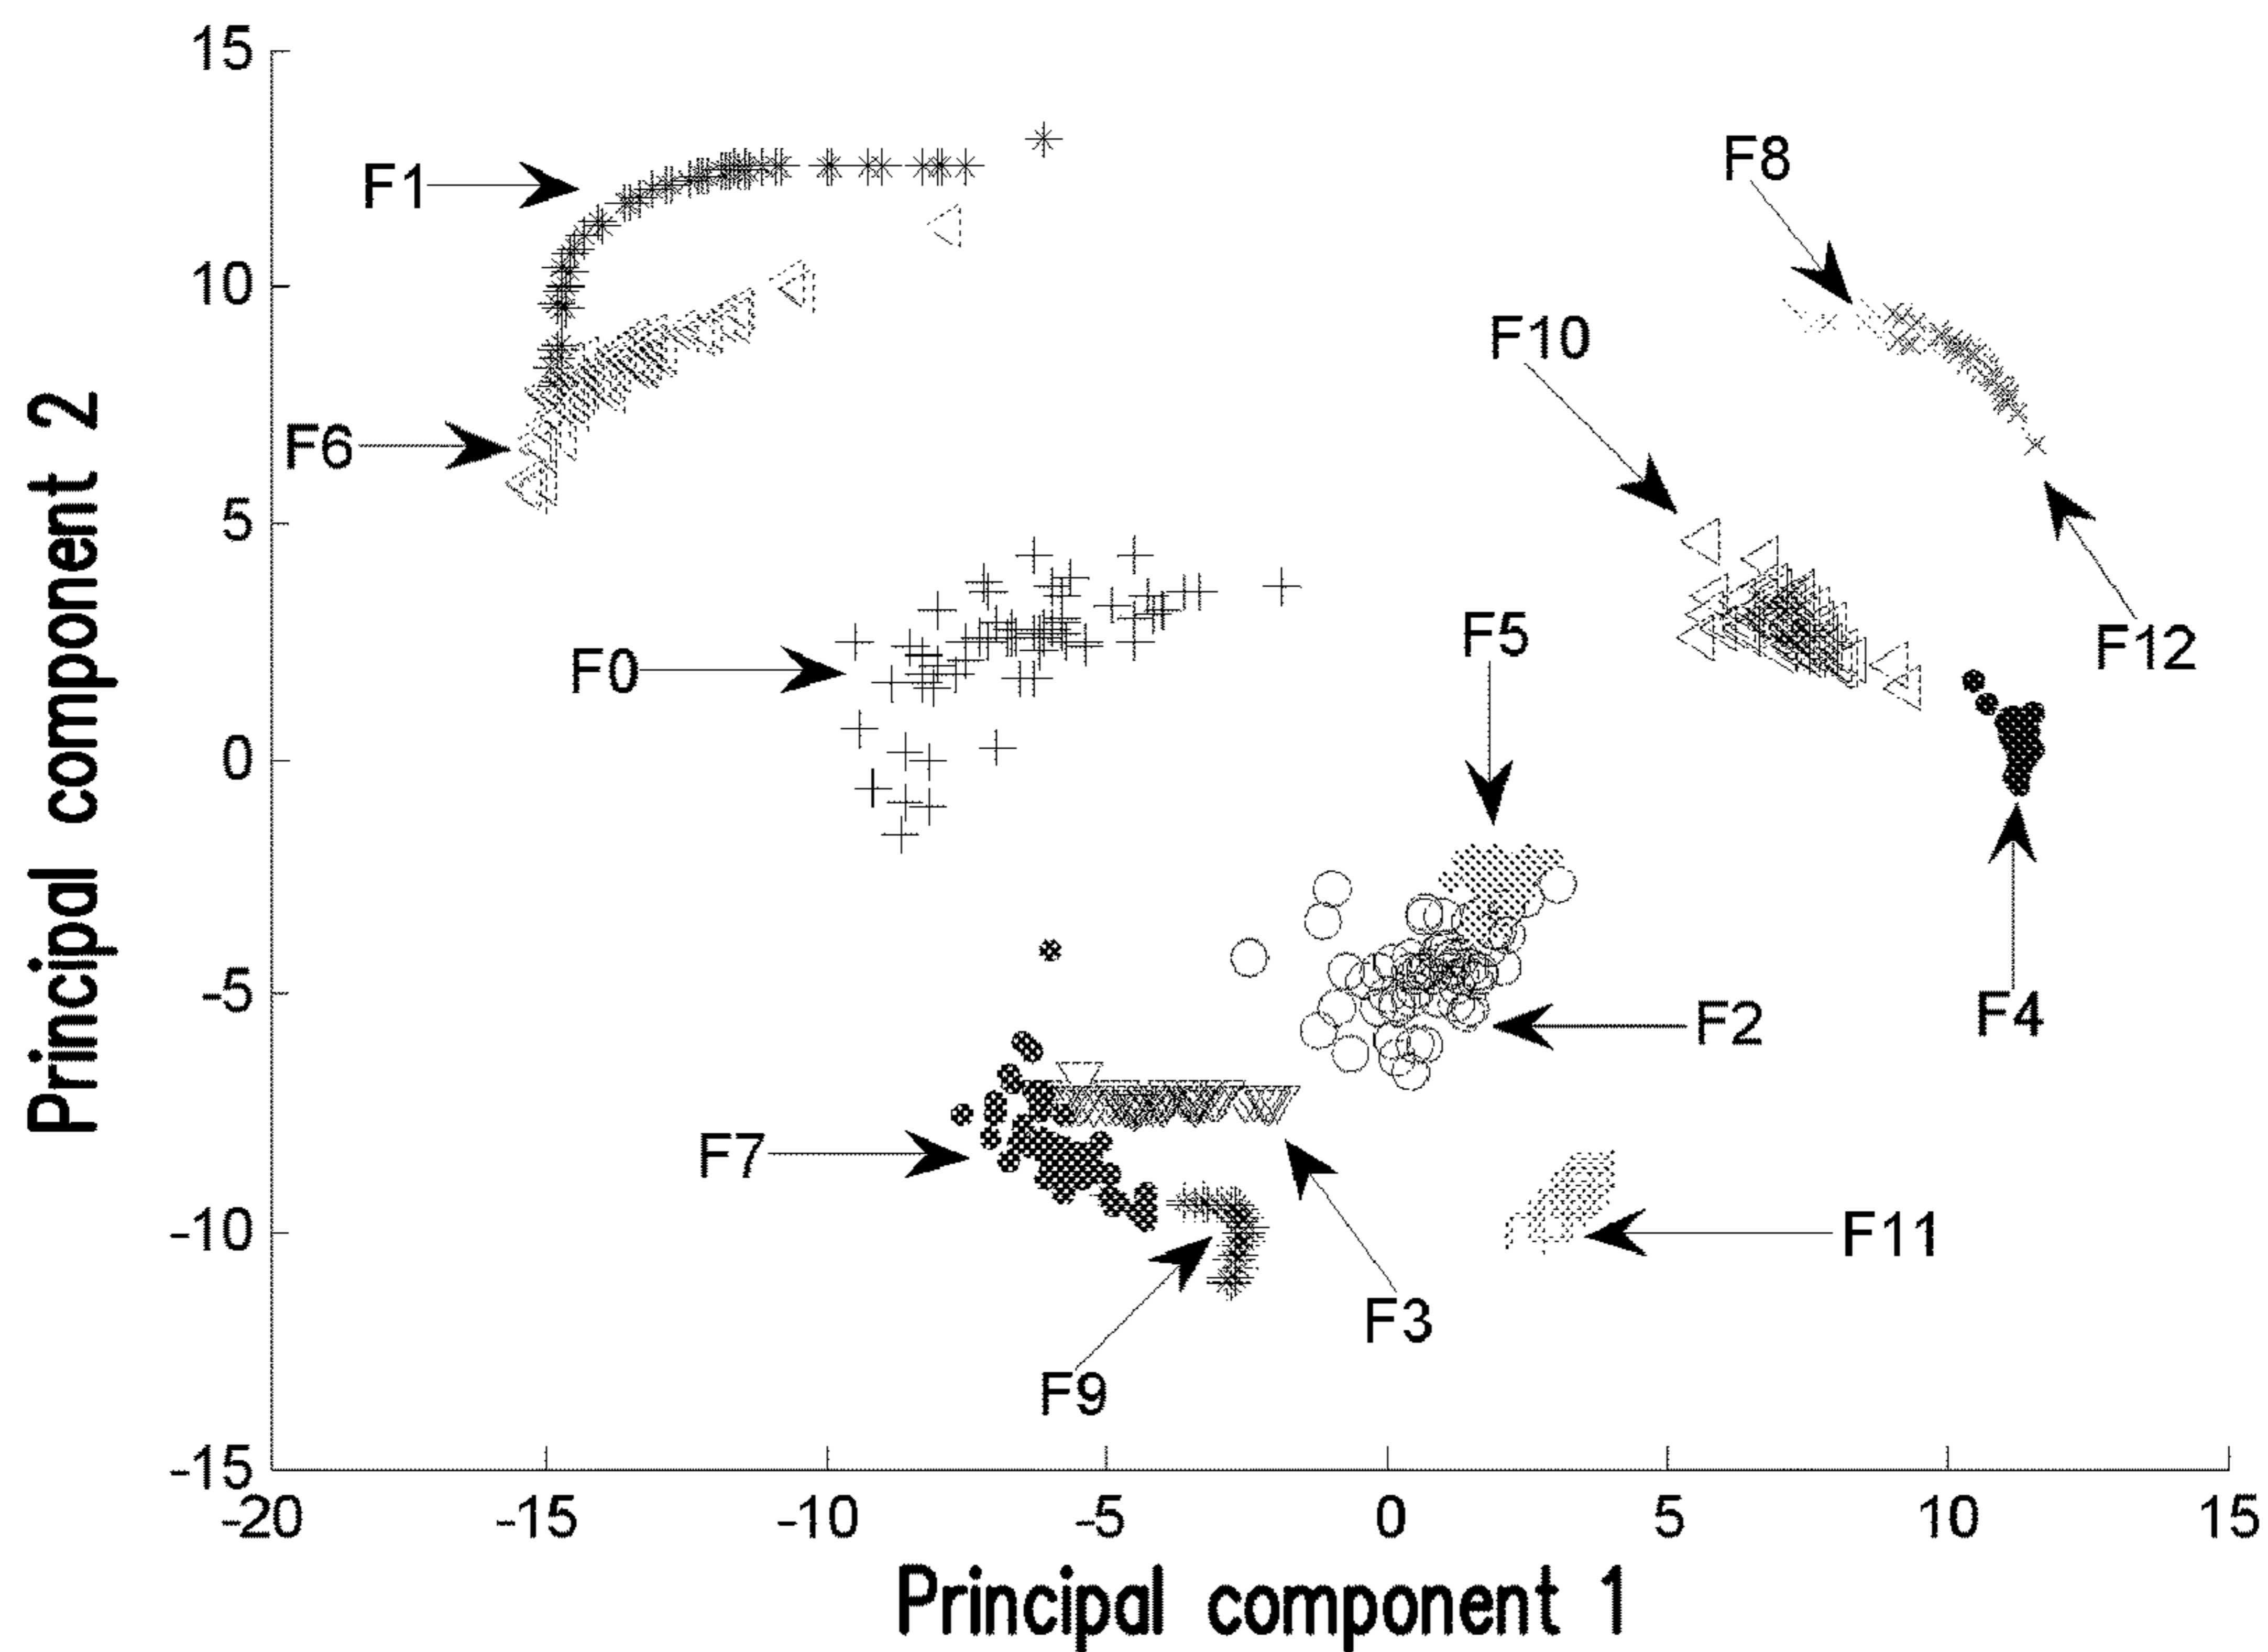 15
F1
F8
10
F10
F6
5
F5
F12
F0
0
F4
-5
F2
F7
F11
-10
F3
F9
-15
-20 -15 -10 -5 0 5 10 15
Principal component 1
Principal component 2